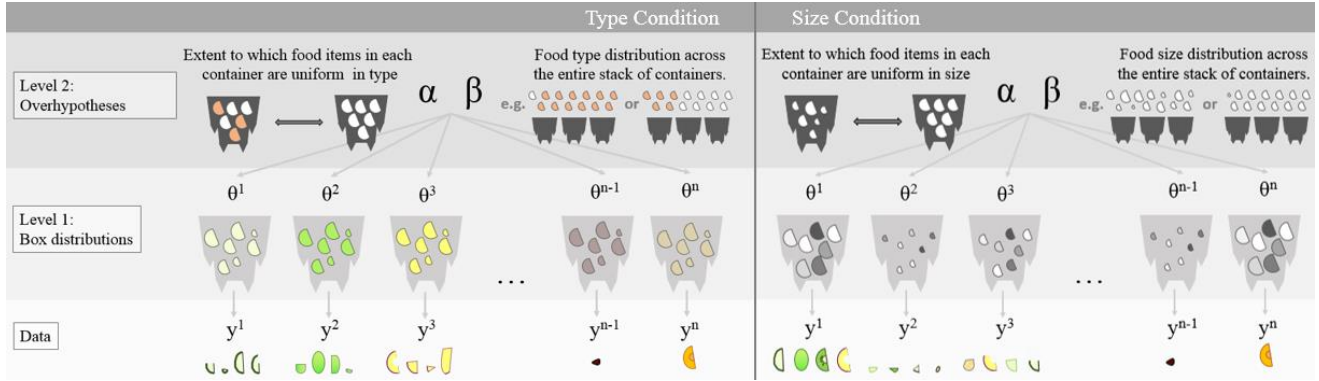 Type Condition
Size Condition
Level 2:
Overhypotheses
Extent to which food items in each
container are uniform in type
α
β
Food type distribution across
the entire stack of containers.
e.g.
or
Extent to which food items in each
container are uniform in size
α
β
Food size distribution across
the entire stack of containers.
e.g.
or
Level 1:
Box distributions
θ¹
θ²
θ³
θⁿ⁻¹
θⁿ
...
θ¹
θ²
θ³
θⁿ⁻¹
θⁿ
...
Data
y¹
y²
y³
yⁿ⁻¹
yⁿ
y¹
y²
y³
yⁿ⁻¹
yⁿ